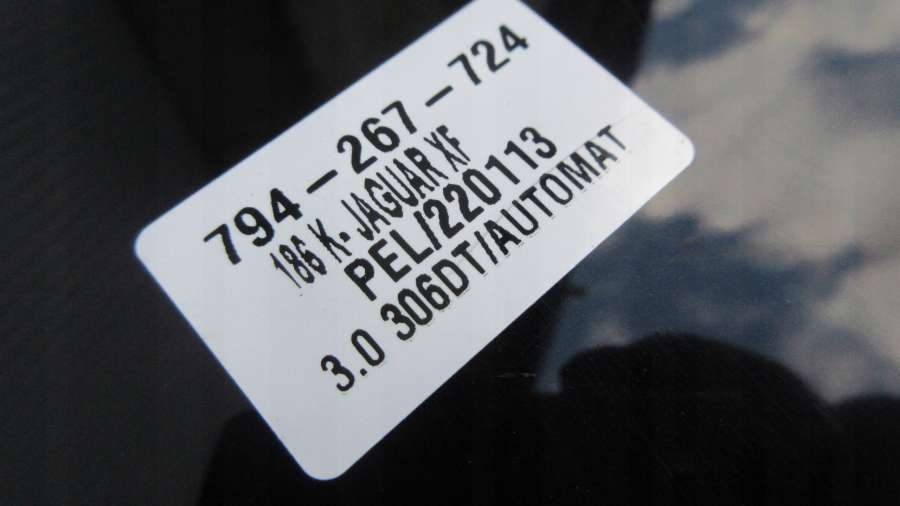 794-267-724
186 K- JAGUAR XF
PEL/220113
3.0 306DT/AUTOMAT